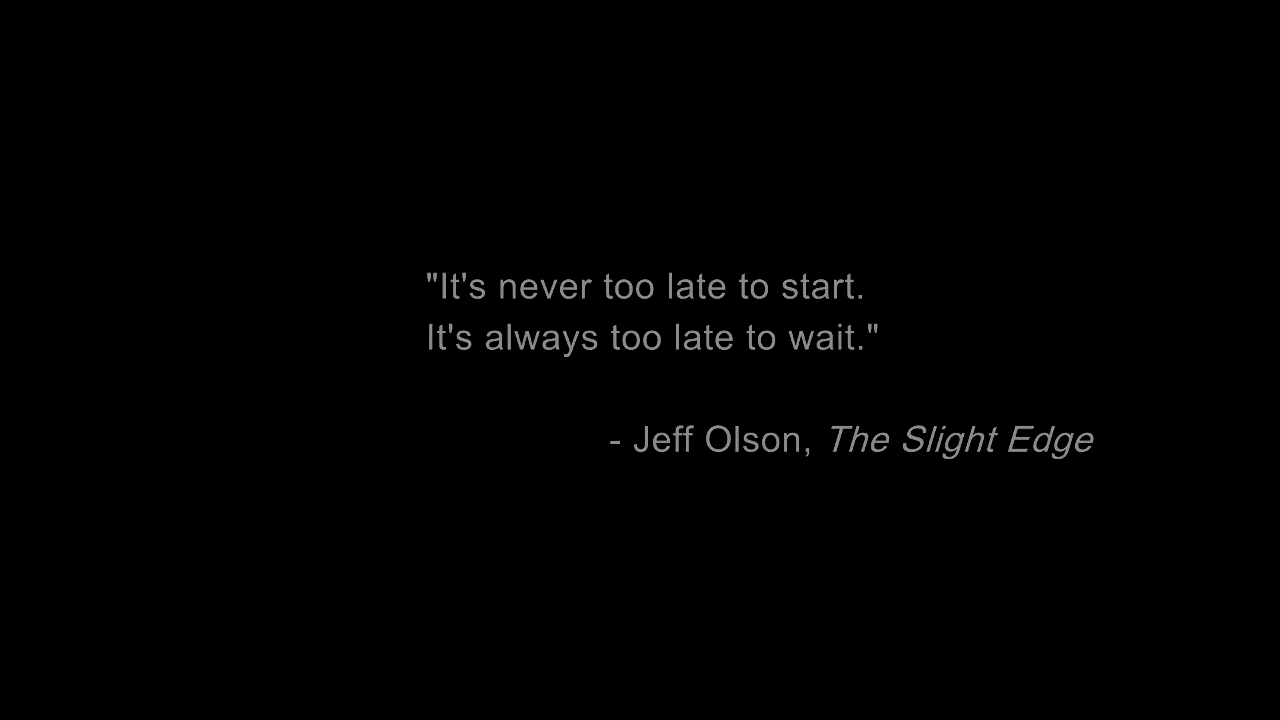 "It's never too late to start.
It's always too late to wait."
- Jeff Olson, The Slight Edge